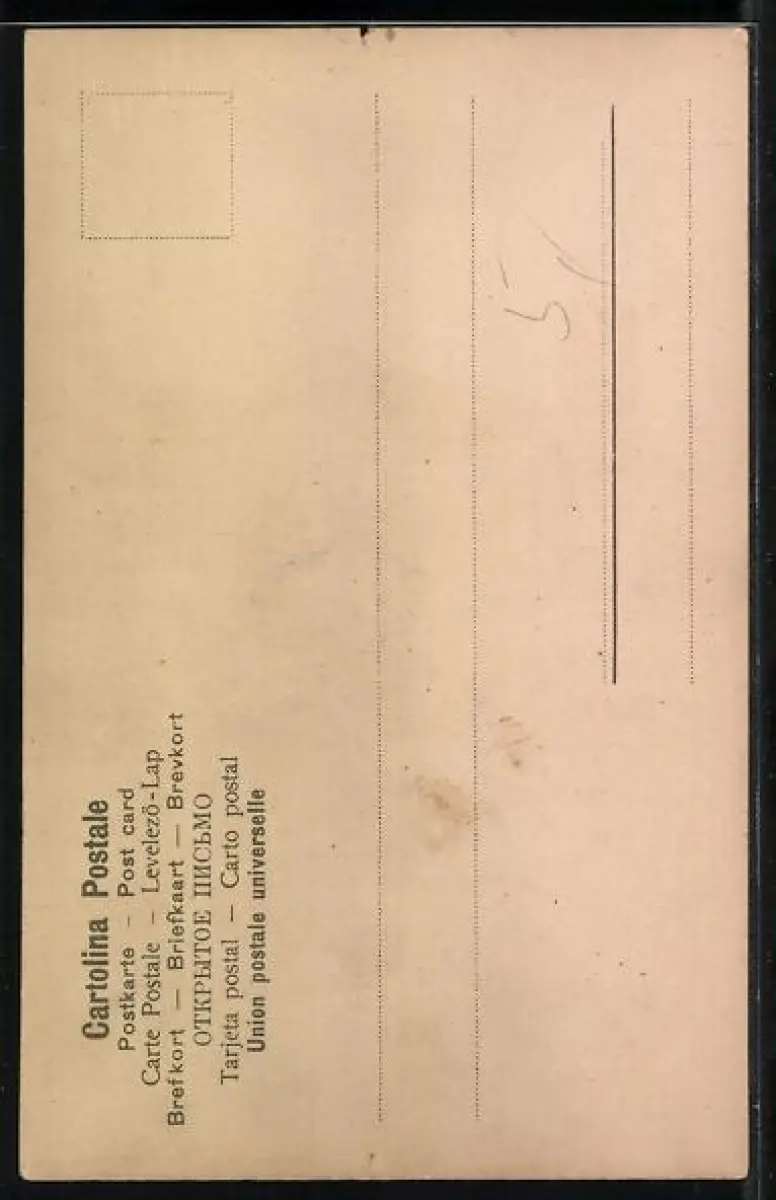 Cartolina Postale
Postkarte – Post card
Carte Postale – Levelező-Lap
Brefkort — Briefkaart — Brevkort
ОТКРЫТОЕ ПИСЬМО
Tarjeta postal — Carto postal
Union postale universelle
5